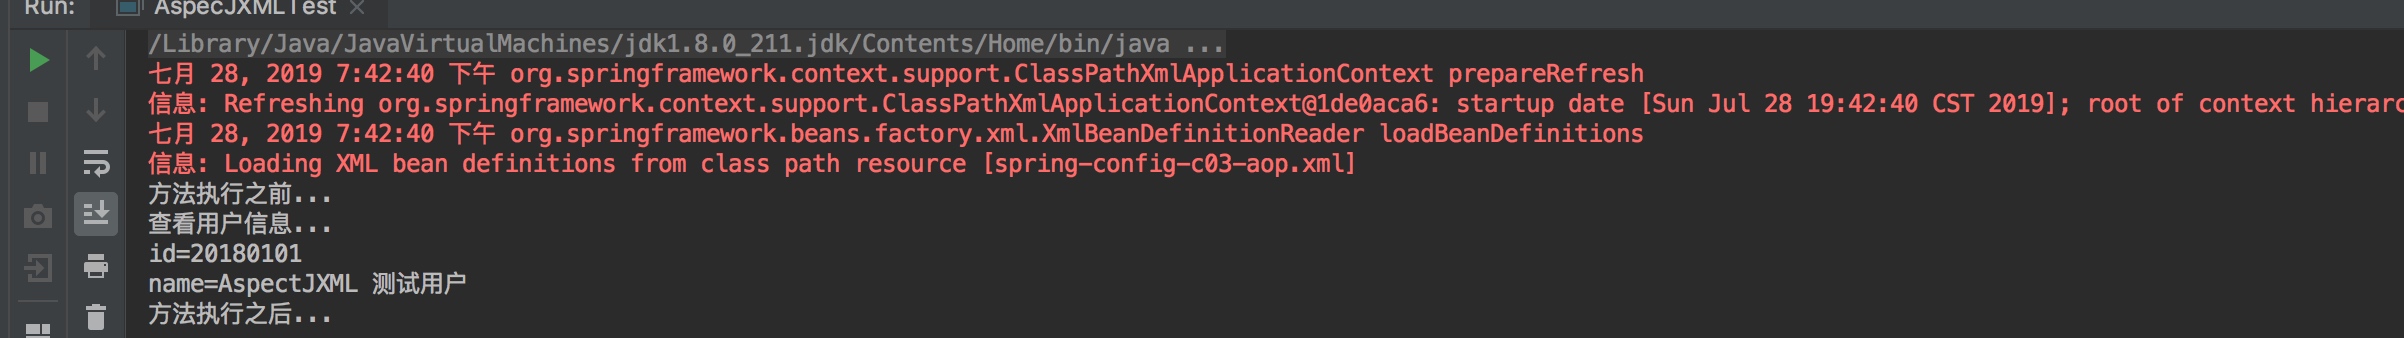 Run: AspecJXMLTest
/Library/Java/JavaVirtualMachines/jdk1.8.0_211.jdk/Contents/Home/bin/java ...
七月 28, 2019 7:42:40 下午 org.springframework.context.support.ClassPathXmlApplicationContext prepareRefresh
信息: Refreshing org.springframework.context.support.ClassPathXmlApplicationContext@1de0aca6: startup date [Sun Jul 28 19:42:40 CST 2019]; root of context hierarc
七月 28, 2019 7:42:40 下午 org.springframework.beans.factory.xml.XmlBeanDefinitionReader loadBeanDefinitions
信息: Loading XML bean definitions from class path resource [spring-config-c03-aop.xml]
方法执行之前...
查看用户信息...
id=20180101
name=AspectJXML 测试用户
方法执行之后...